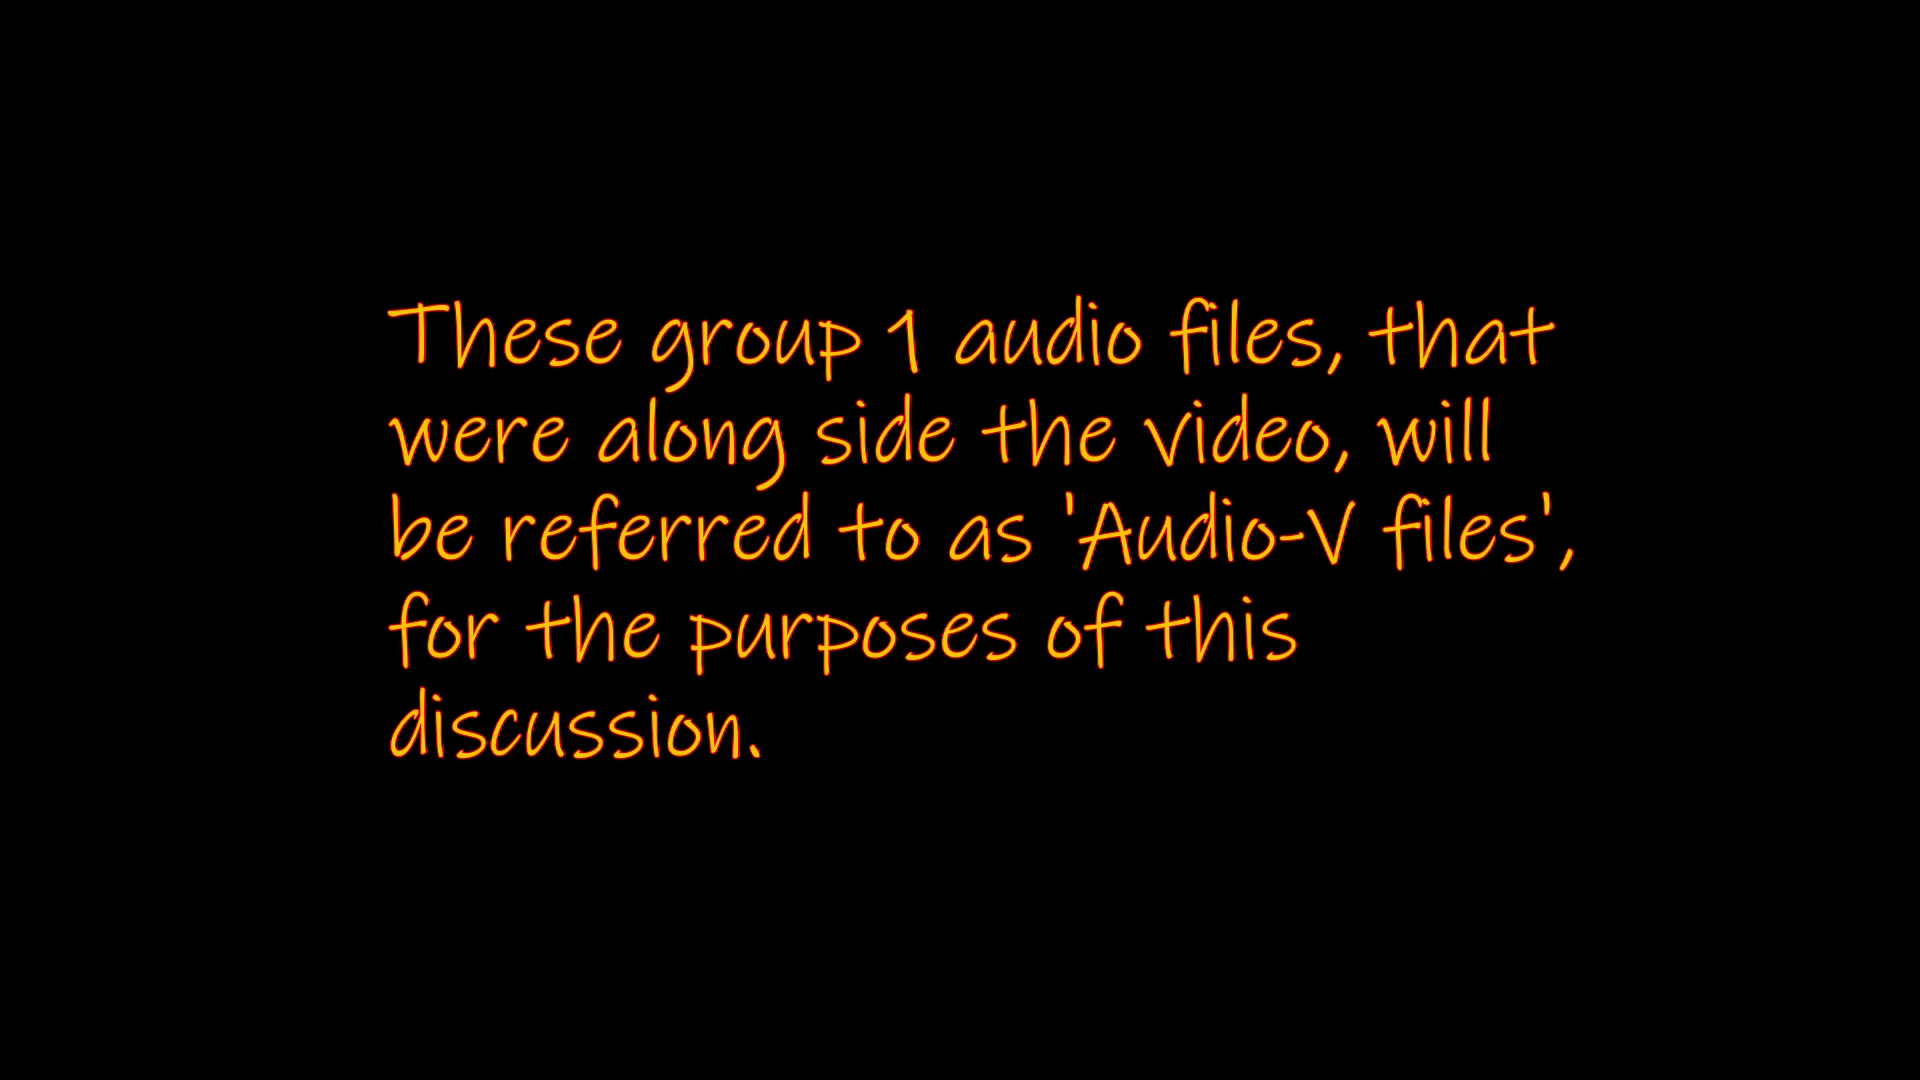 These group 1 audio files, that
were along side the video, will
be referred to as 'Audio-V files',
for the purposes of this
discussion.